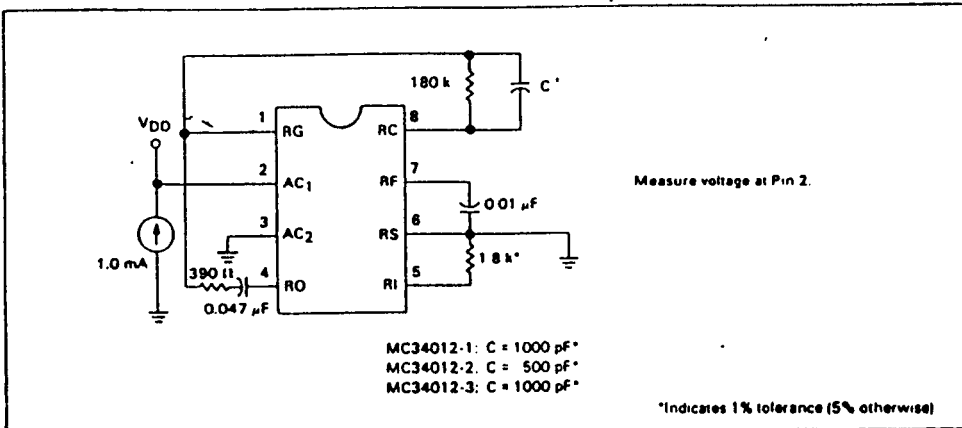 180 k
C*
VDD
1
RG
RC
8
2
AC1
RF
7
Measure voltage at Pin 2.
0.01 µF
3
AC2
RS
6
1.0 mA
1.8 k*
390 Ω
4
RO
RI
5
0.047 µF
MC34012-1: C = 1000 pF*
MC34012-2. C = 500 pF*
MC34012-3: C = 1000 pF*
*Indicates 1% tolerance (5% otherwise)